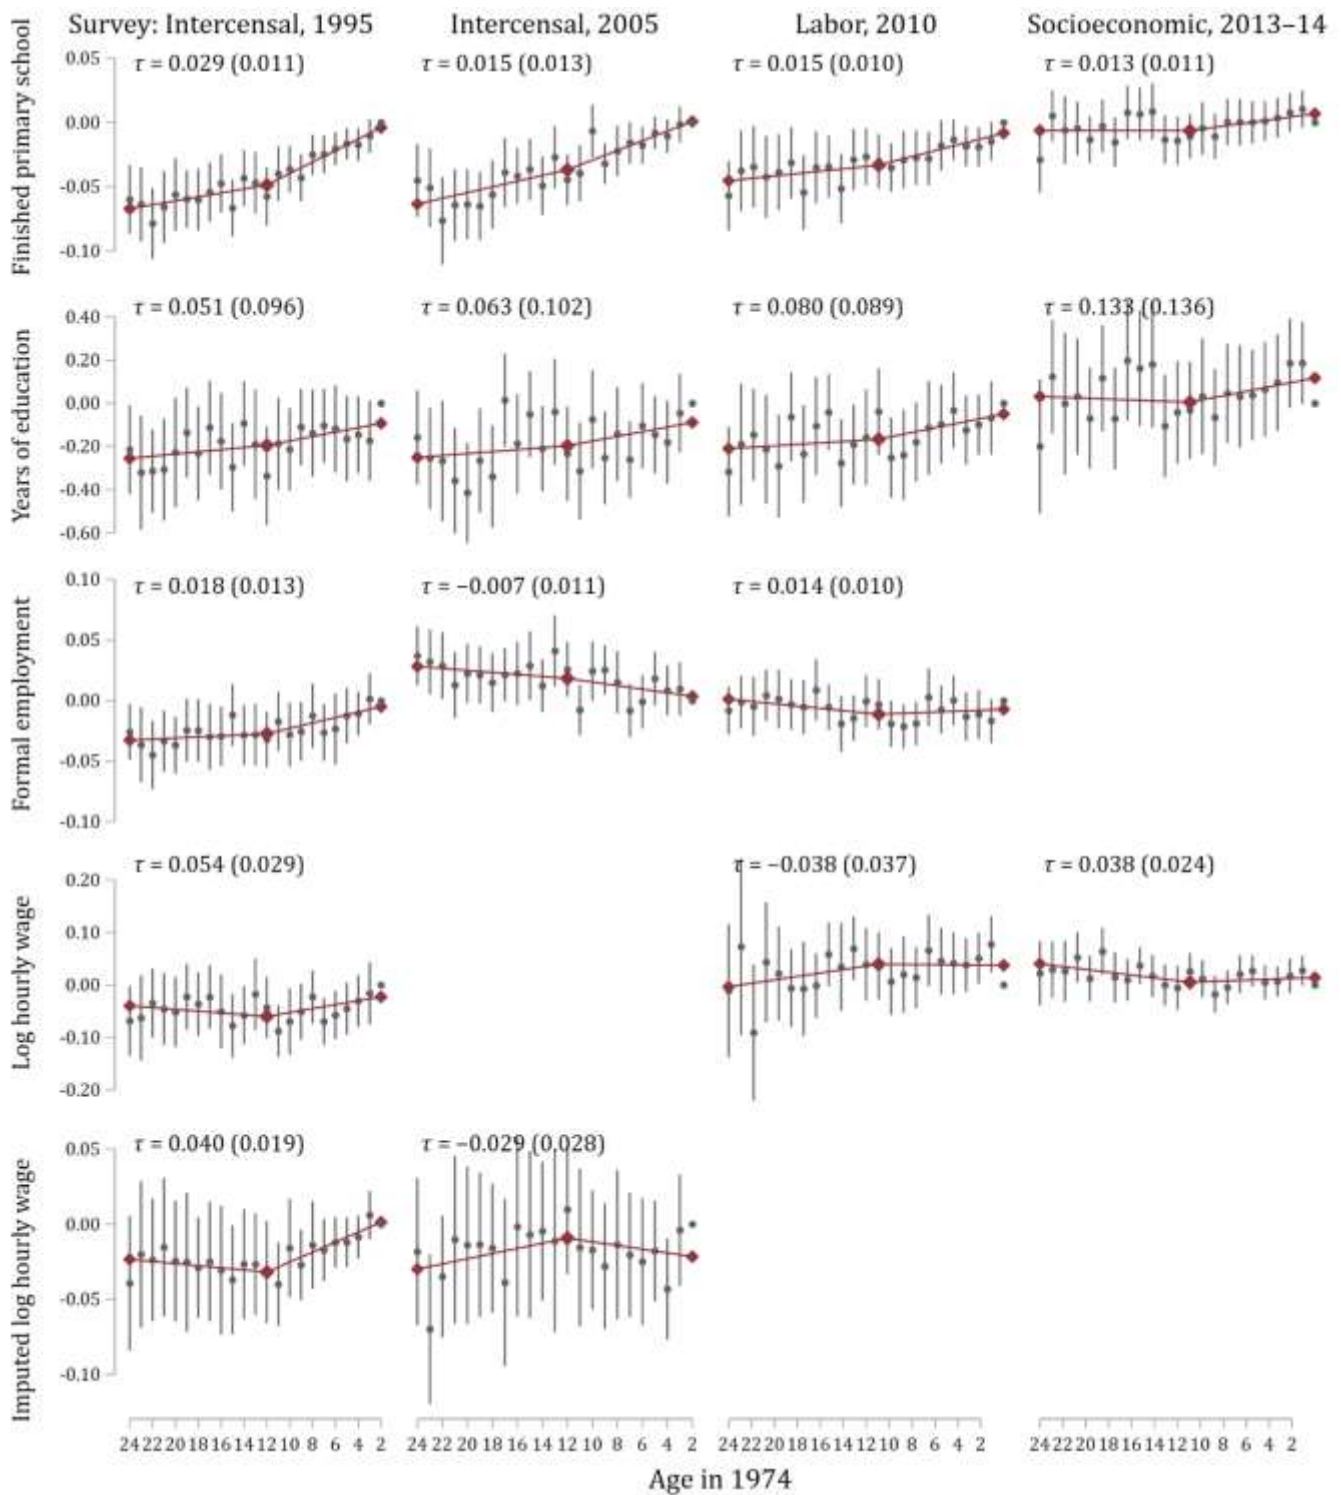 Survey: Intercensal, 1995 Intercensal, 2005 Labor, 2010 Socioeconomic, 2013–14
Finished primary school
0.05
0.00
-0.05
-0.10
τ = 0.029 (0.011) τ = 0.015 (0.013) τ = 0.015 (0.010) τ = 0.013 (0.011)
Years of education
0.40
0.20
0.00
-0.20
-0.40
-0.60
τ = 0.051 (0.096) τ = 0.063 (0.102) τ = 0.080 (0.089) τ = 0.133 (0.136)
Formal employment
0.10
0.05
0.00
-0.05
-0.10
τ = 0.018 (0.013) τ = −0.007 (0.011) τ = 0.014 (0.010)
Log hourly wage
0.20
0.10
0.00
-0.10
-0.20
τ = 0.054 (0.029) τ = −0.038 (0.037) τ = 0.038 (0.024)
Imputed log hourly wage
0.05
0.00
-0.05
-0.10
τ = 0.040 (0.019) τ = −0.029 (0.028)
24 22 20 18 16 14 12 10 8 6 4 2 24 22 20 18 16 14 12 10 8 6 4 2 24 22 20 18 16 14 12 10 8 6 4 2 24 22 20 18 16 14 12 10 8 6 4 2
Age in 1974